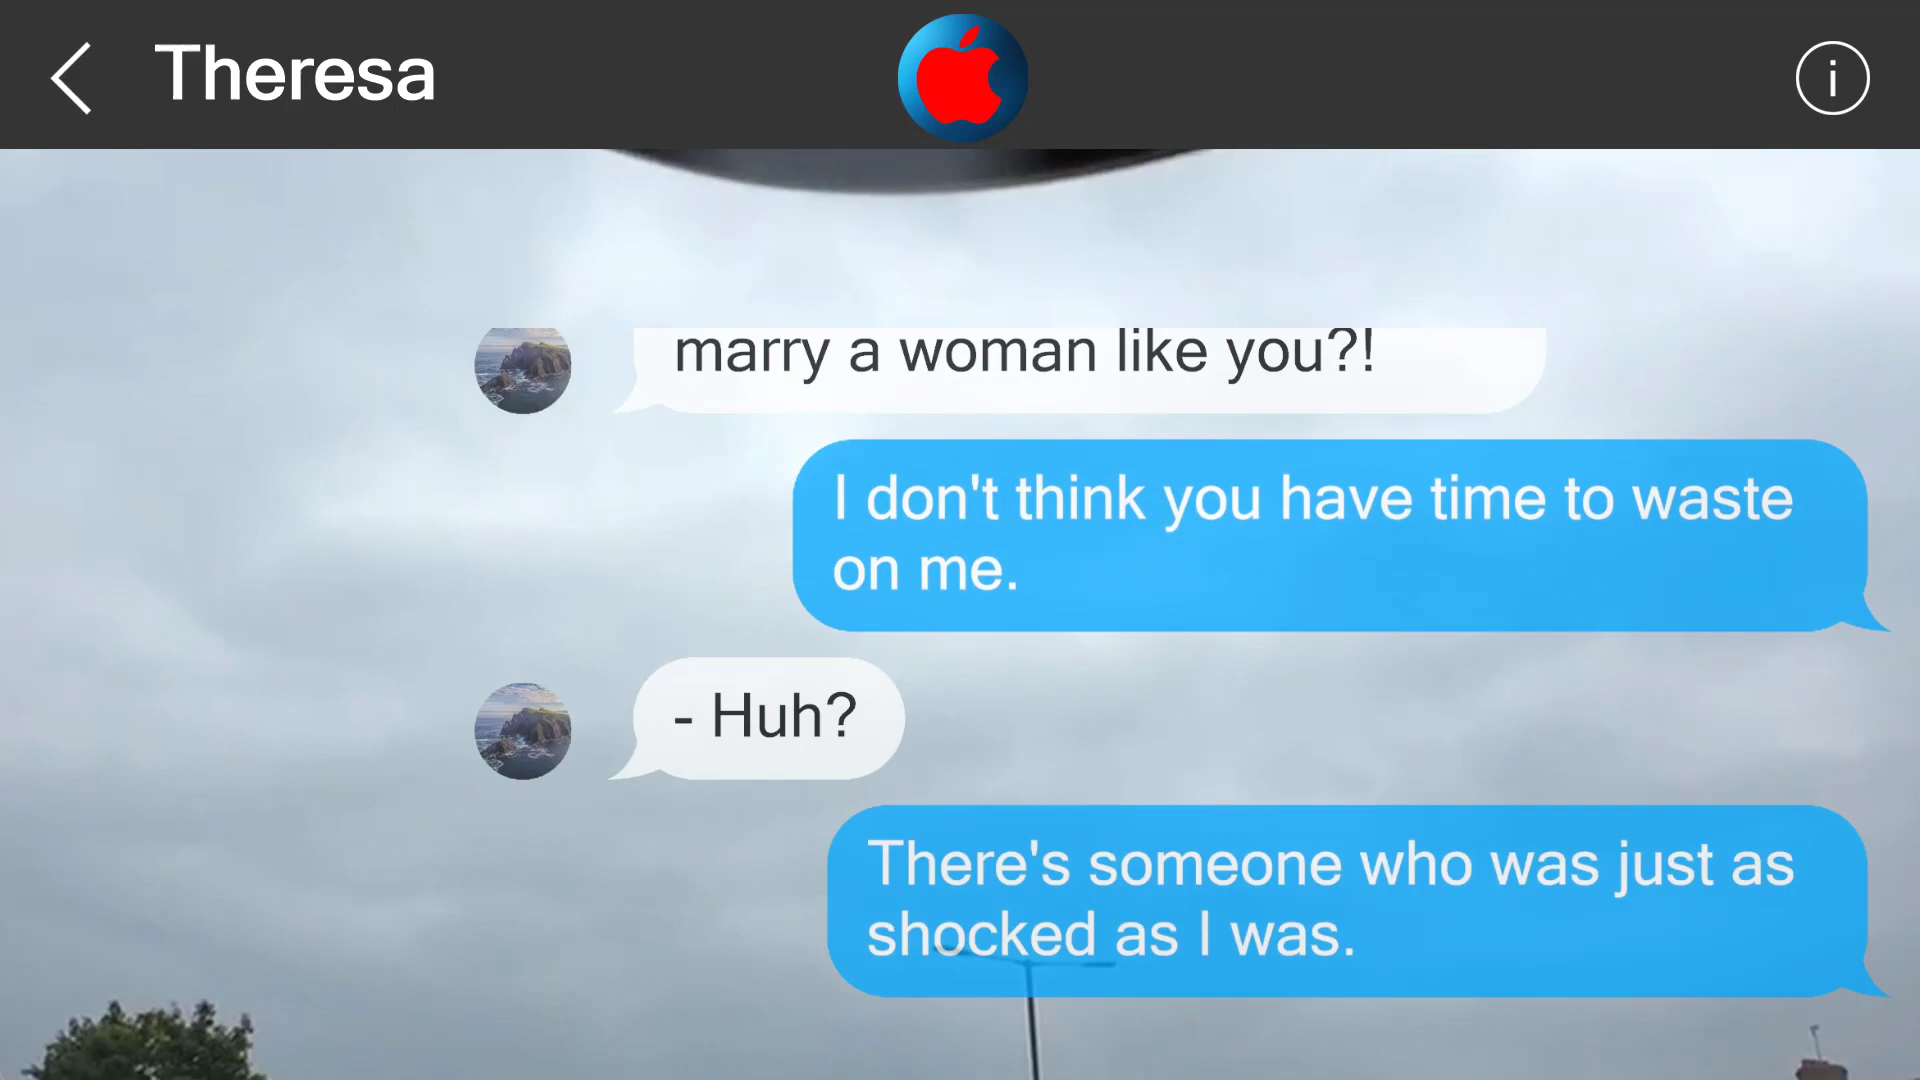 Theresa
i
marry a woman like you?!
I don't think you have time to waste
on me.
- Huh?
There's someone who was just as
shocked as I was.